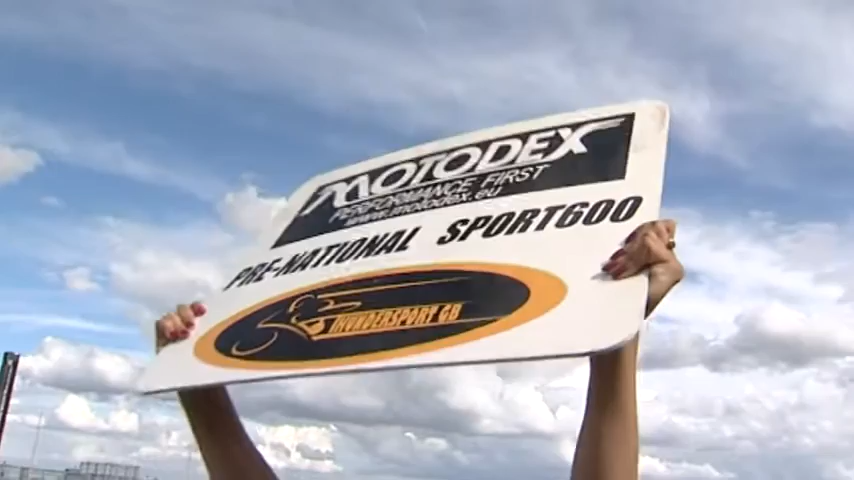 MOTODEX
PERFORMANCE FIRST
www.motodex.eu
PRE-NATIONAL SPORT600
THUNDERSPORT GB